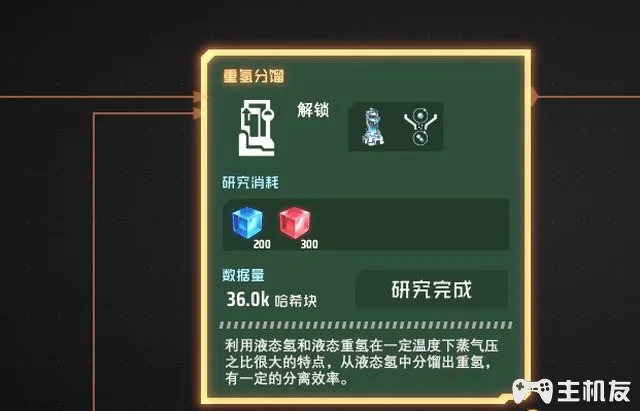 重氢分馏
解锁
研究消耗
200
300
数据量
36.0k 哈希块
研究完成
利用液态氢和液态重氢在一定温度下蒸气压
之比很大的特点，从液态氢中分馏出重氢，
有一定的分离效率。
主机友